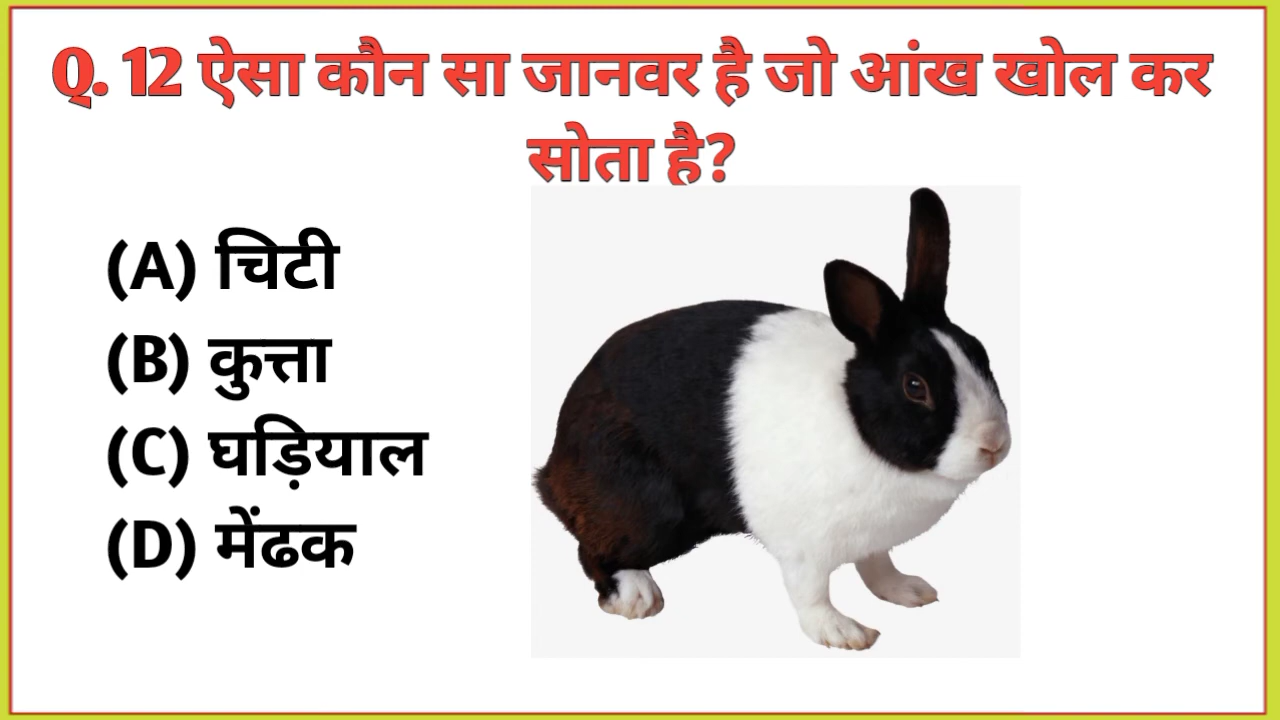 Q. 12 ऐसा कौन सा जानवर है जो आंख खोल कर
सोता है?
(A) चिटी
(B) कुत्ता
(C) घड़ियाल
(D) मेंढक